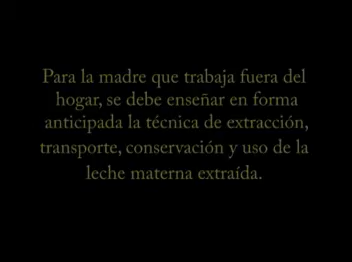 Para la madre que trabaja fuera del
hogar, se debe enseñar en forma
anticipada la técnica de extracción,
transporte, conservación y uso de la
leche materna extraída.